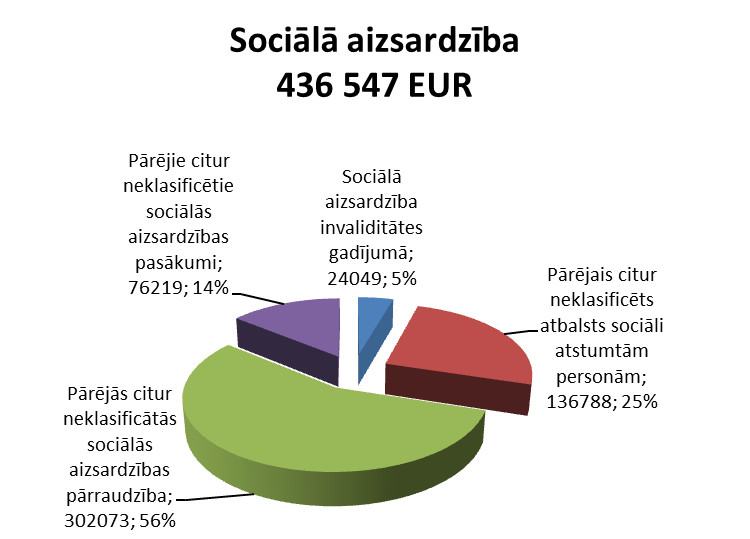 Sociālā aizsardzība
436 547 EUR
Pārējie citur
neklasificētie
sociālās
aizsardzības
pasākumi;
76219; 14%
Sociālā
aizsardzība
invaliditātes
gadījumā;
24049; 5%
Pārējais citur
neklasificēts
atbalsts sociāli
atstumtām
personām;
136788; 25%
Pārējās citur
neklasificātās
sociālās
aizsardzības
pārraudzība;
302073; 56%